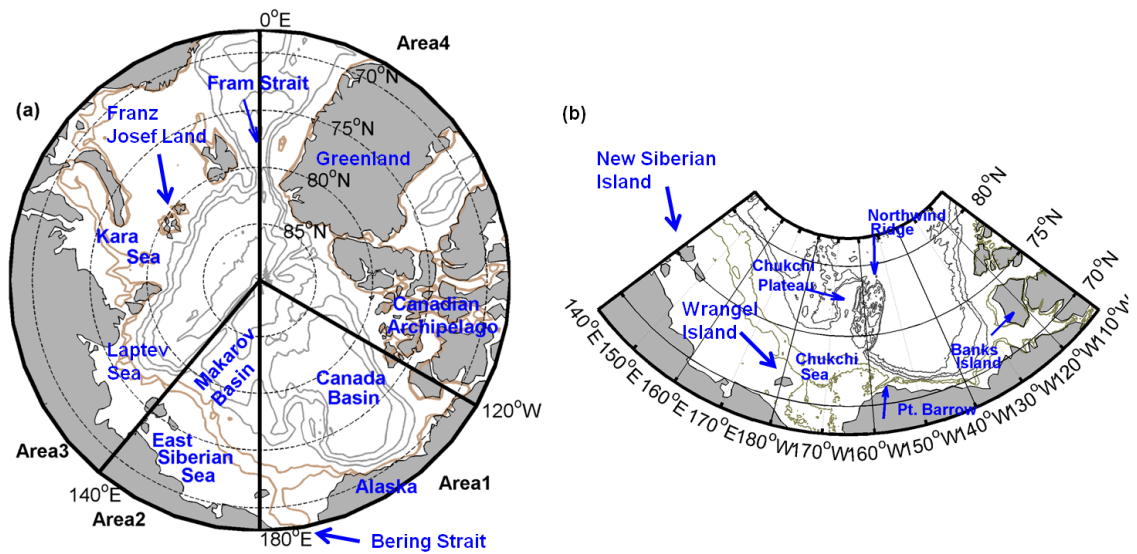 (a)
0°E
Area4
70°N
Fram Strait
Franz
Josef Land
75°N
Greenland
80°N
85°N
Kara
Sea
Canadian
Archipelago
Laptev
Sea
Makarov
Basin
Canada
Basin
120°W
East
Siberian
Sea
Area3
140°E
Area2
Alaska
Area1
180°E
Bering Strait
(b)
New Siberian
Island
80°N
Northwind
Ridge
75°N
Chukchi
Plateau
70°N
Wrangel
Island
Chukchi
Sea
Banks
Island
Pt. Barrow
140°E
150°E
160°E
170°E
180°W
170°W
160°W
150°W
140°W
130°W
120°W
110°W